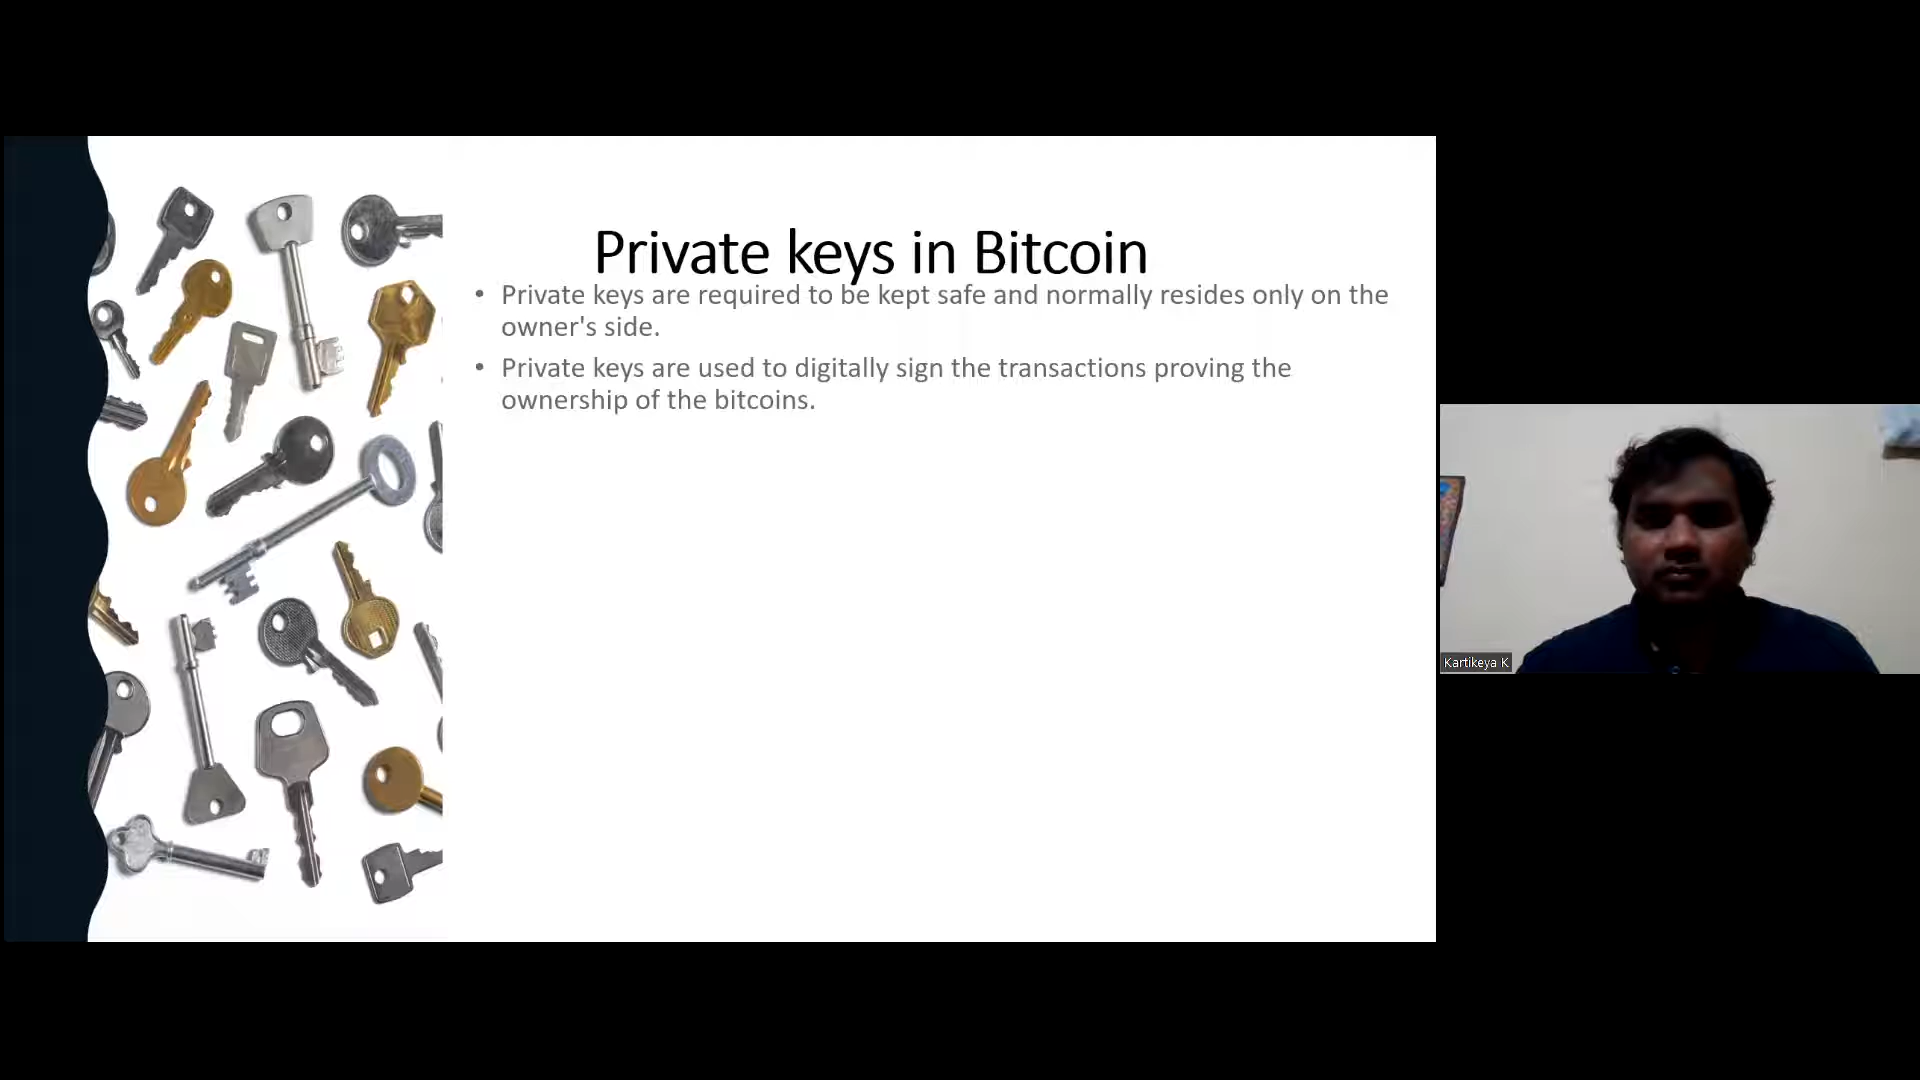 Private keys in Bitcoin
• Private keys are required to be kept safe and normally resides only on the
owner's side.
• Private keys are used to digitally sign the transactions proving the
ownership of the bitcoins.
Kartikeya K